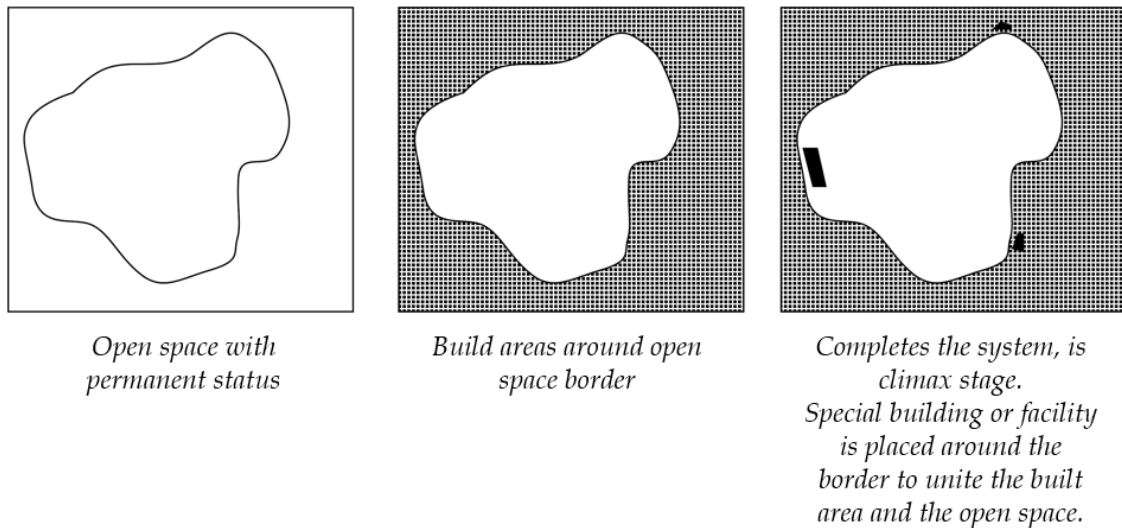 Open space with
permanent status
Build areas around open
space border
Completes the system, is
climax stage.
Special building or facility
is placed around the
border to unite the built
area and the open space.